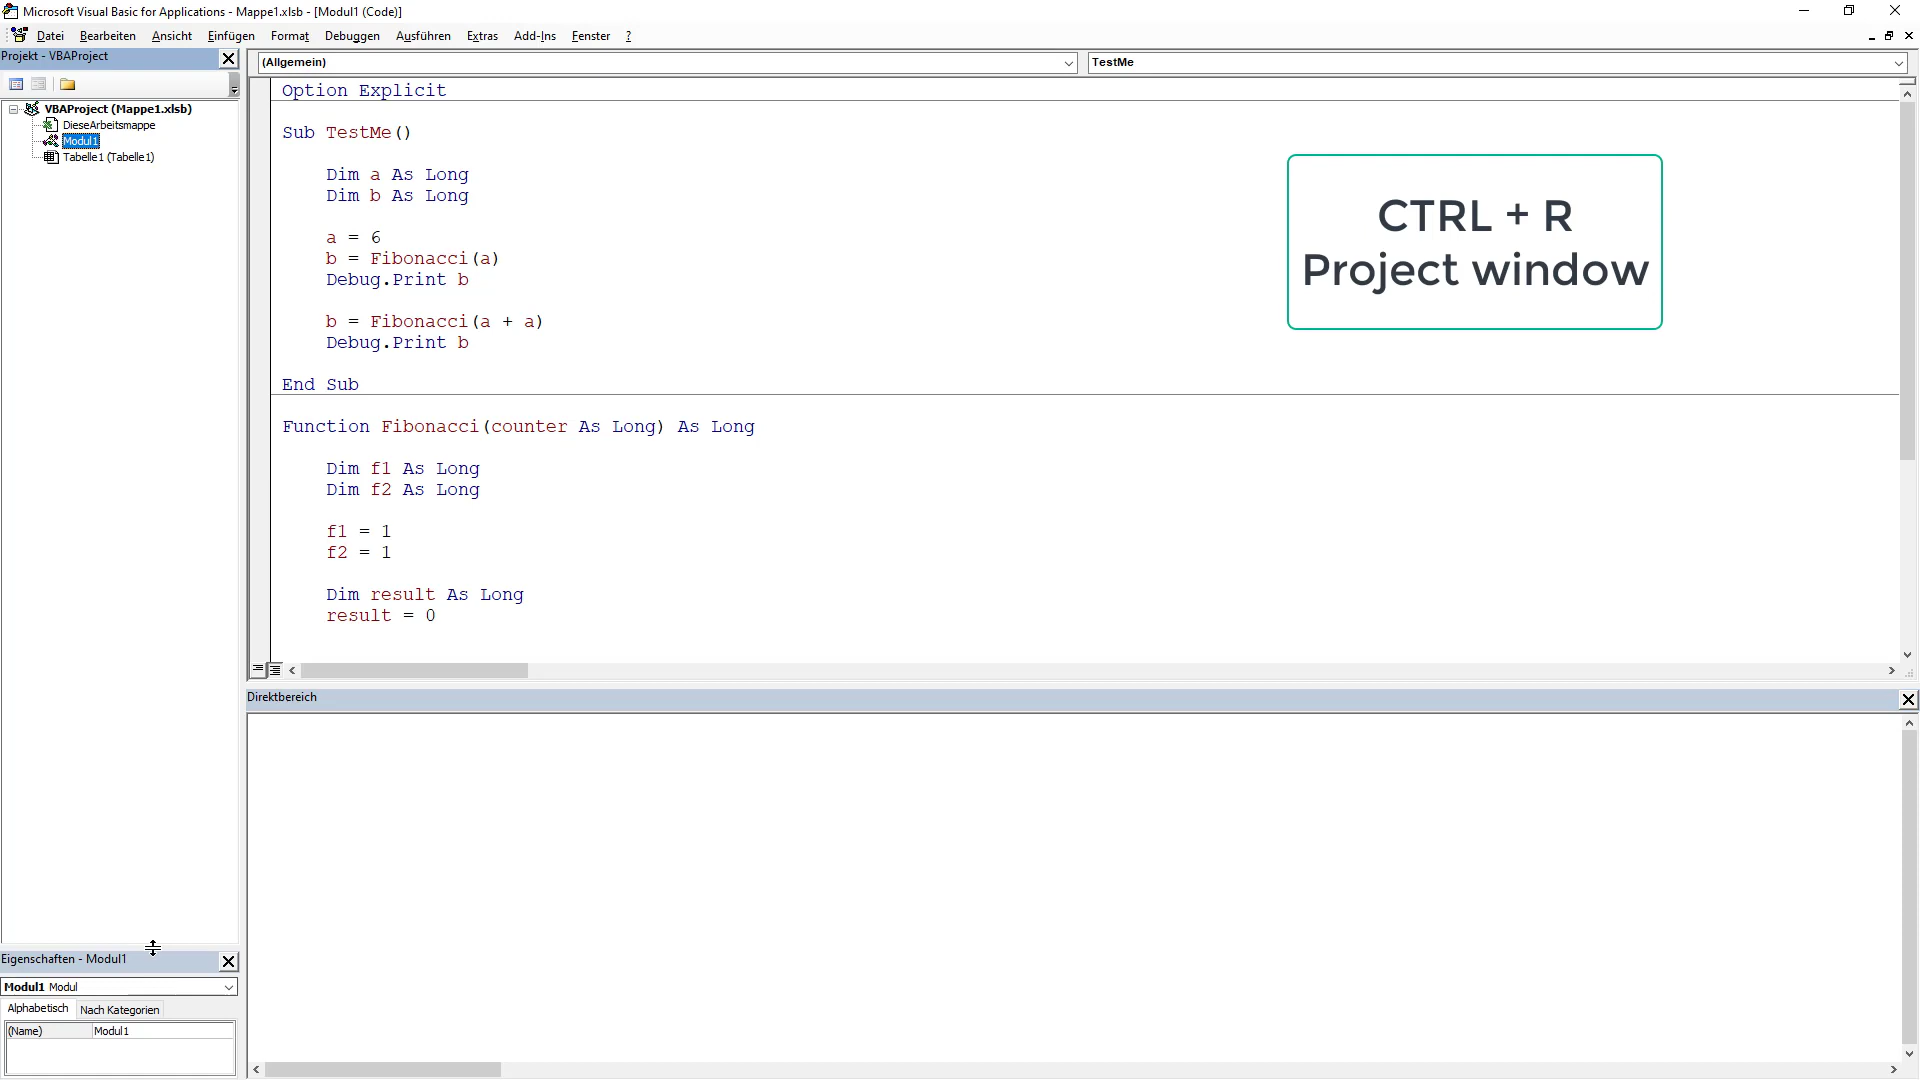 Microsoft Visual Basic for Applications - Mappe1.xlsb - [Modul1 (Code)]
Datei Bearbeiten Ansicht Einfügen Format Debuggen Ausführen Extras Add-Ins Fenster ?
Projekt - VBAProject
VBAProject (Mappe1.xlsb)
DieseArbeitsmappe
Modul1
Tabelle1 (Tabelle1)
(Allgemein)
TestMe
Option Explicit
Sub TestMe()
Dim a As Long
Dim b As Long
a = 6
b = Fibonacci(a)
Debug.Print b
b = Fibonacci(a + a)
Debug.Print b
End Sub
Function Fibonacci(counter As Long) As Long
Dim f1 As Long
Dim f2 As Long
f1 = 1
f2 = 1
Dim result As Long
result = 0
CTRL + R
Project window
Direktbereich
Eigenschaften - Modul1
Modul1 Modul
Alphabetisch Nach Kategorien
(Name) Modul1